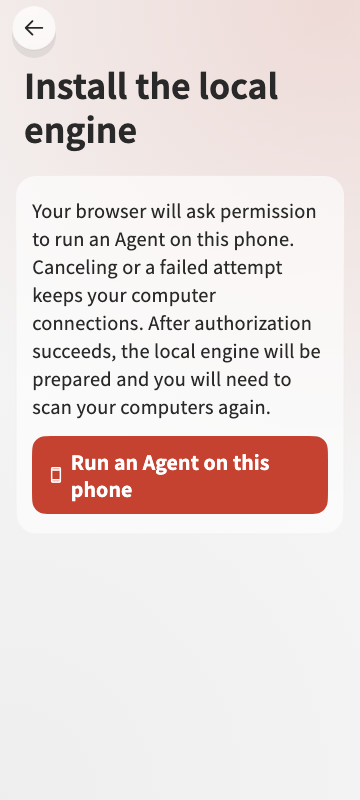 Install the local
engine
Your browser will ask permission
to run an Agent on this phone.
Canceling or a failed attempt
keeps your computer
connections. After authorization
succeeds, the local engine will be
prepared and you will need to
scan your computers again.
Run an Agent on this
phone